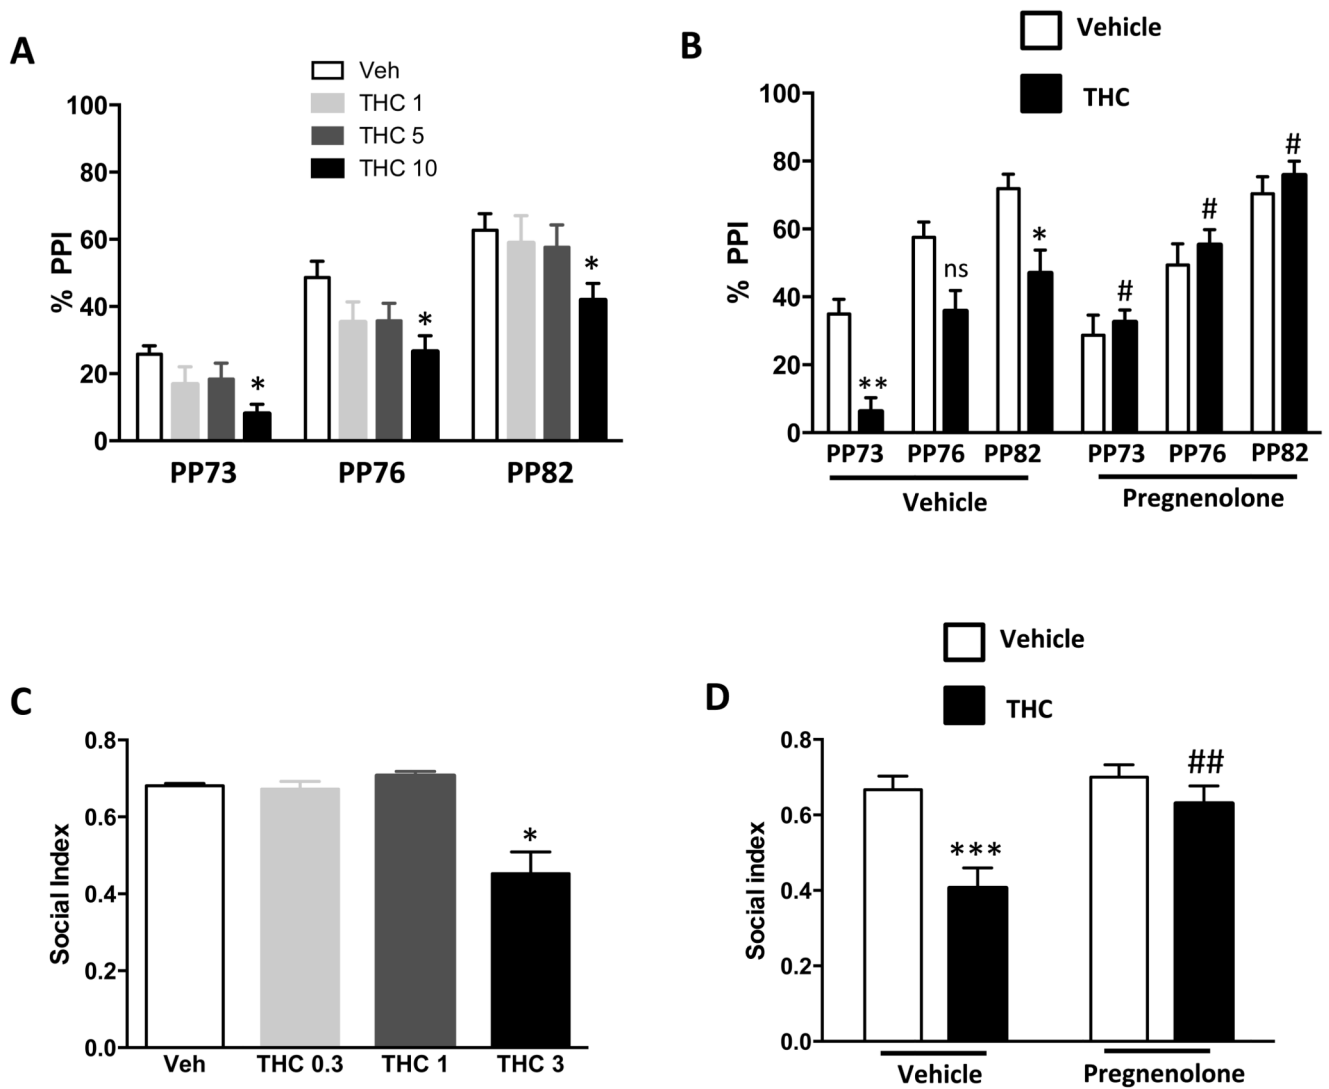 A
Veh
THC 1
THC 5
THC 10
100
80
60
40
20
0
% PPI
*
*
*
PP73 PP76 PP82
B
Vehicle
THC
100
80
60
40
20
0
% PPI
**
ns
*
#
#
#
PP73 PP76 PP82 PP73 PP76 PP82
Vehicle Pregnenolone
C
0.8
0.6
0.4
0.2
0.0
Social Index
*
Veh THC 0.3 THC 1 THC 3
D
Vehicle
THC
0.8
0.6
0.4
0.2
0.0
Social index
***
##
Vehicle Pregnenolone